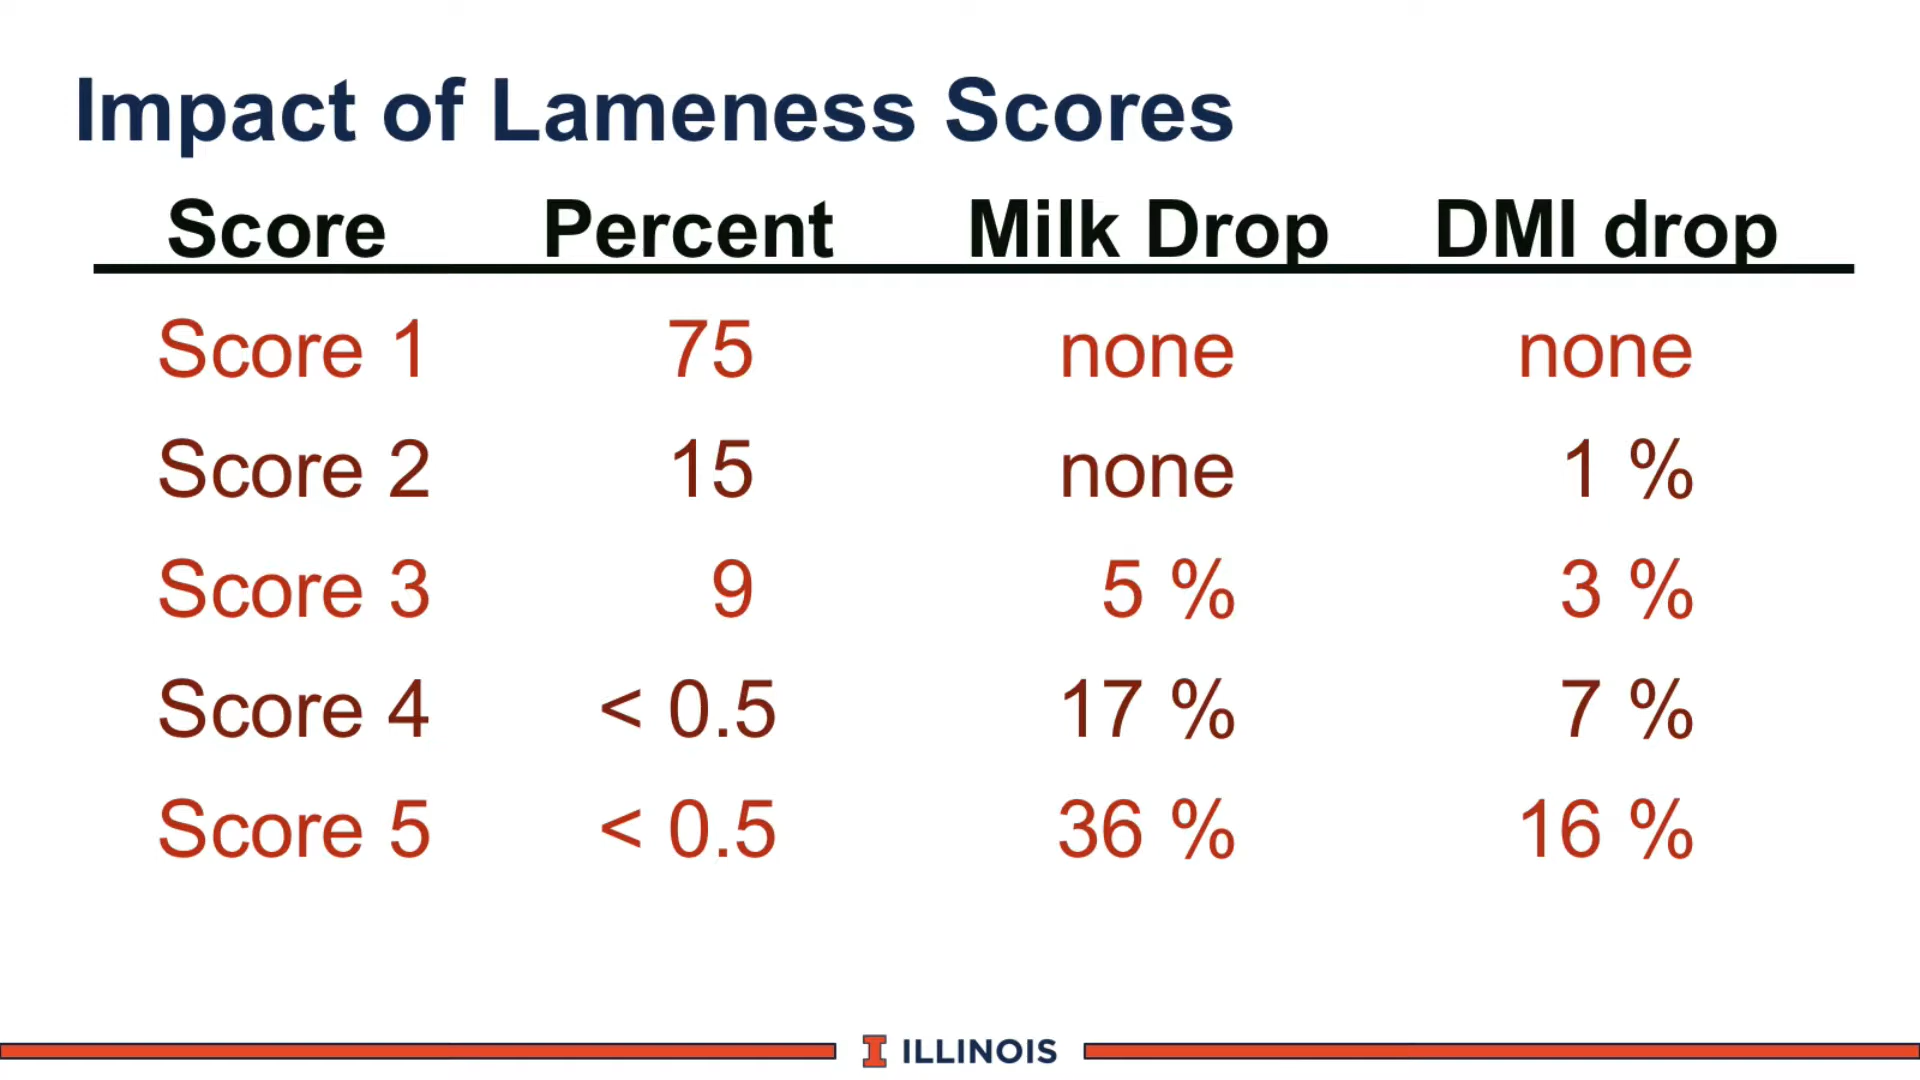 Impact of Lameness Scores
Score Percent Milk Drop DMI drop
Score 1 75 none none
Score 2 15 none 1 %
Score 3 9 5 % 3 %
Score 4 < 0.5 17 % 7 %
Score 5 < 0.5 36 % 16 %
I ILLINOIS